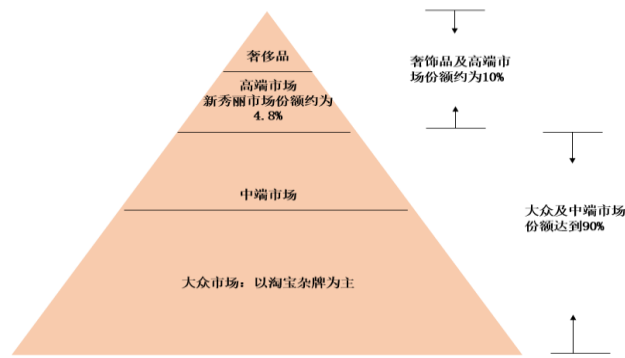 奢侈品
高端市场
新秀丽市场份额约为
4.8%
中端市场
大众市场：以淘宝杂牌为主
奢饰品及高端市
场份额约为10%
大众及中端市场
份额达到90%